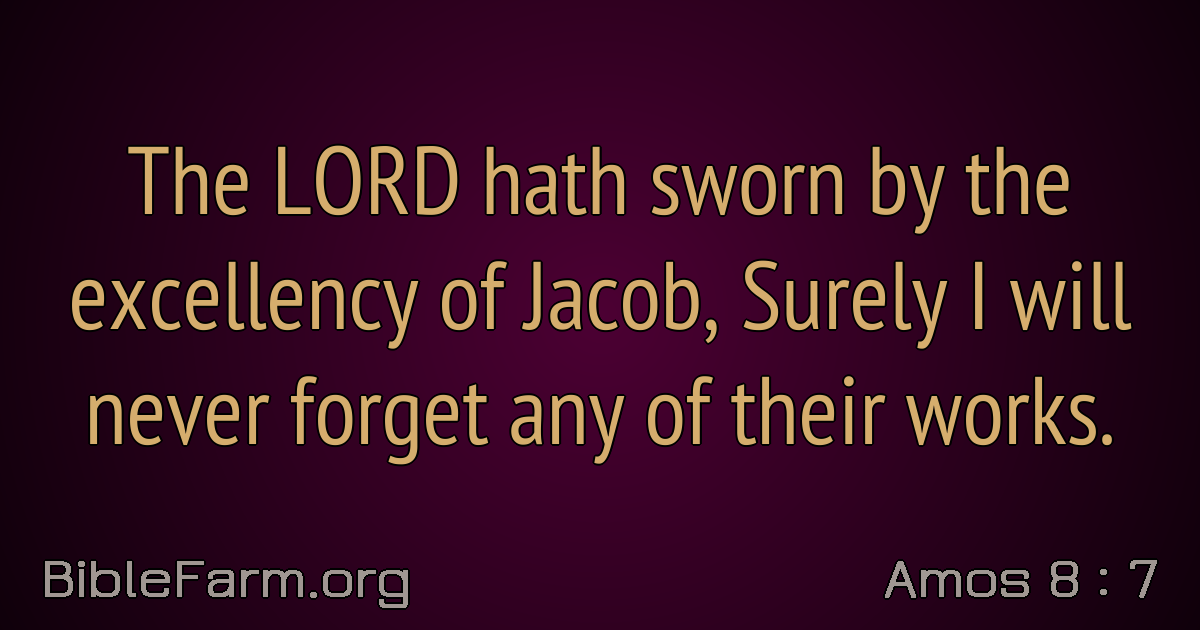 The LORD hath sworn by the
excellency of Jacob, Surely I will
never forget any of their works.
BibleFarm.org
Amos 8 : 7